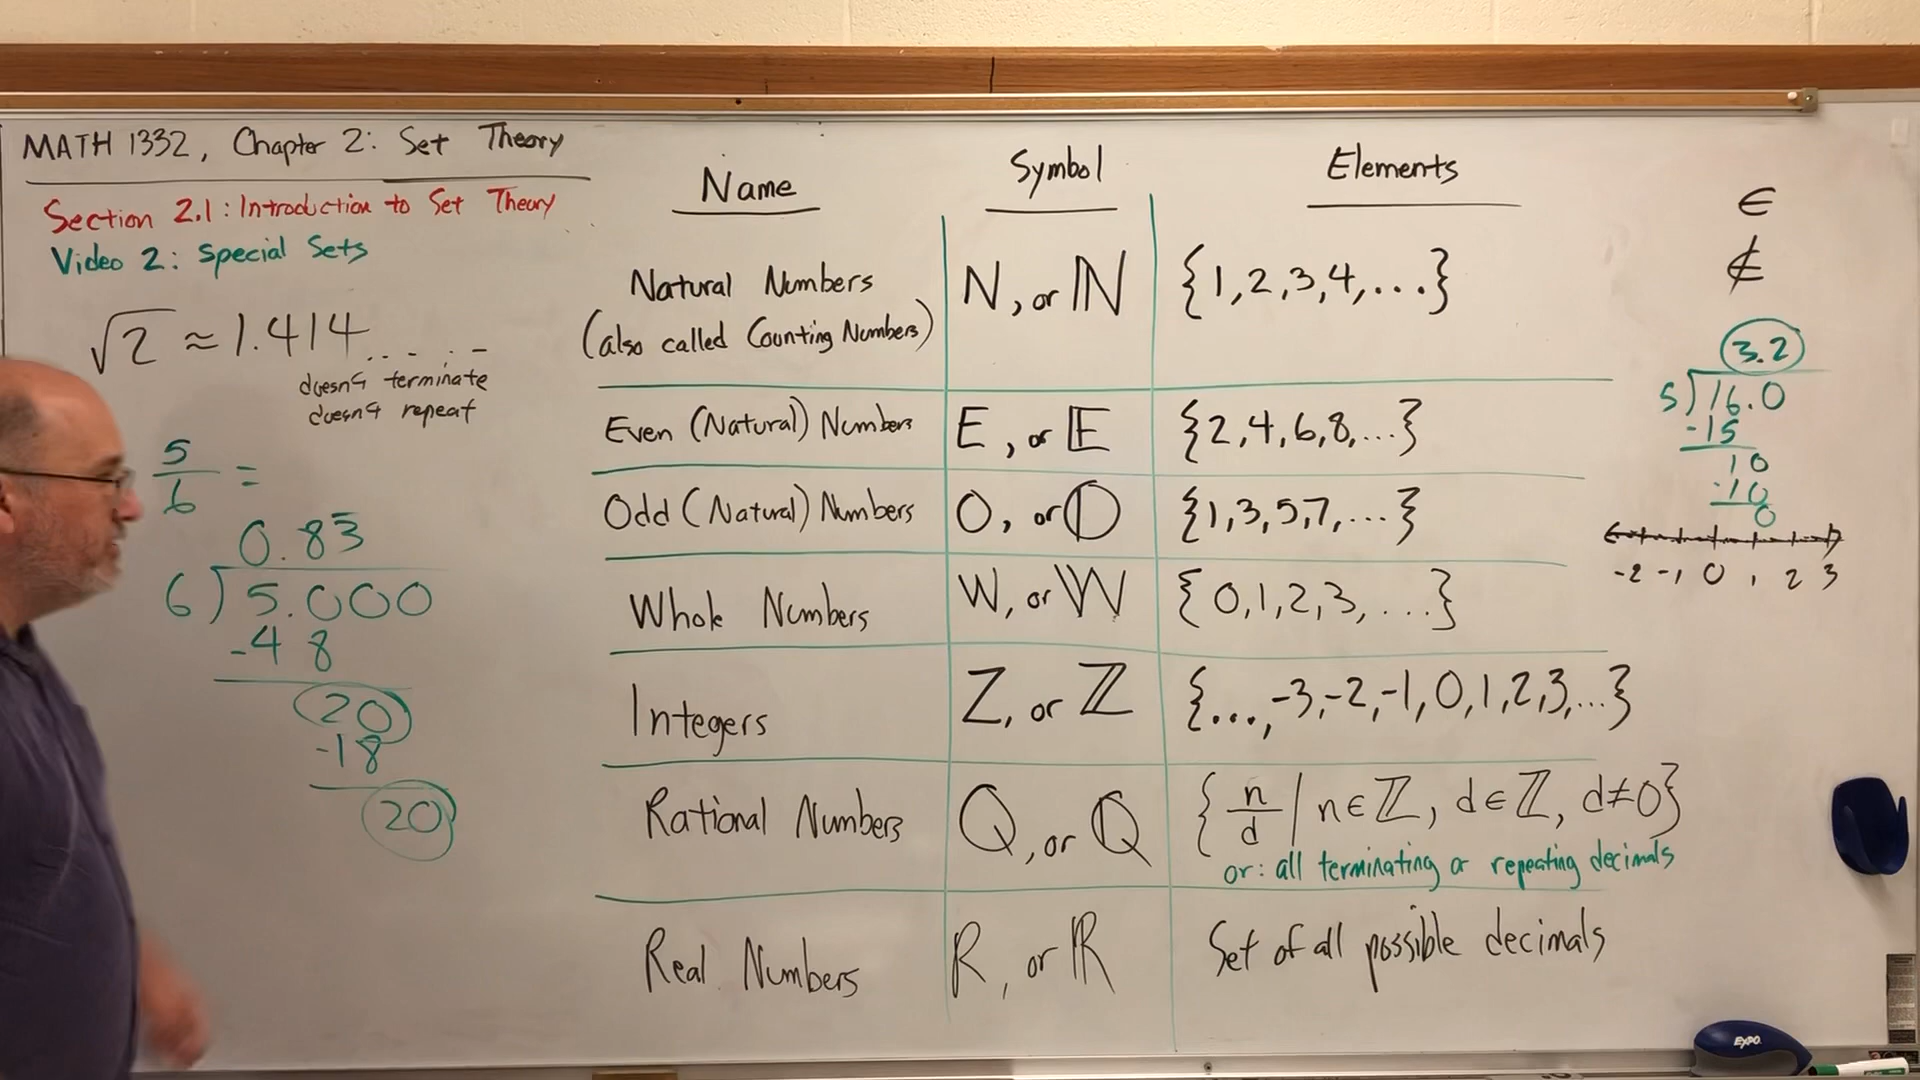 MATH 1332, Chapter 2: Set Theory
Section 2.1: Introduction to Set Theory
Video 2: Special Sets
√2 ≈ 1.414.....
doesn't terminate
doesn't repeat
5/6 =
0.83
6)5.000
-4 8
20
-18
20
Name Symbol Elements
Natural Numbers N, or ℕ {1,2,3,4,...}
(also called Counting Numbers)
Even (Natural) Numbers E, or 𝔼 {2,4,6,8,...}
Odd (Natural) Numbers O, or 𝕆 {1,3,5,7,...}
Whole Numbers W, or 𝕎 {0,1,2,3,...}
Integers Z, or ℤ {...,-3,-2,-1,0,1,2,3,...}
Rational Numbers Q, or ℚ {n/d | n∈ℤ, d∈ℤ, d≠0}
or: all terminating or repeating decimals
Real Numbers R, or ℝ Set of all possible decimals
∈
∉
3.2
5)16.0
-15
10
-10
0
-2 -1 0 1 2 3
EXPO